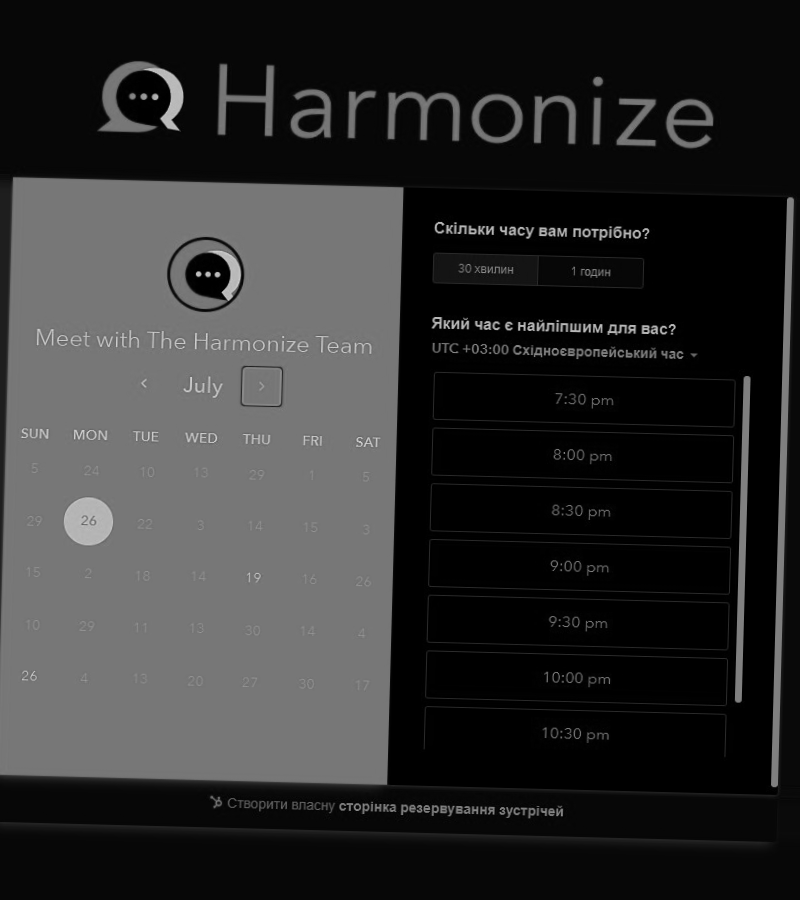 Harmonize
Meet with The Harmonize Team
July
SUN MON TUE WED THU FRI SAT
5 24 10 13 29 1 5
29 26 22 3 14 15 3
15 2 18 14 19 16 26
10 29 11 13 30 14 4
26 4 13 20 27 30 17
Скільки часу вам потрібно?
30 хвилин 1 годин
Який час є найліпшим для вас?
UTC +03:00 Східноєвропейський час
7:30 pm
8:00 pm
8:30 pm
9:00 pm
9:30 pm
10:00 pm
10:30 pm
Створити власну сторінка резервування зустрічей